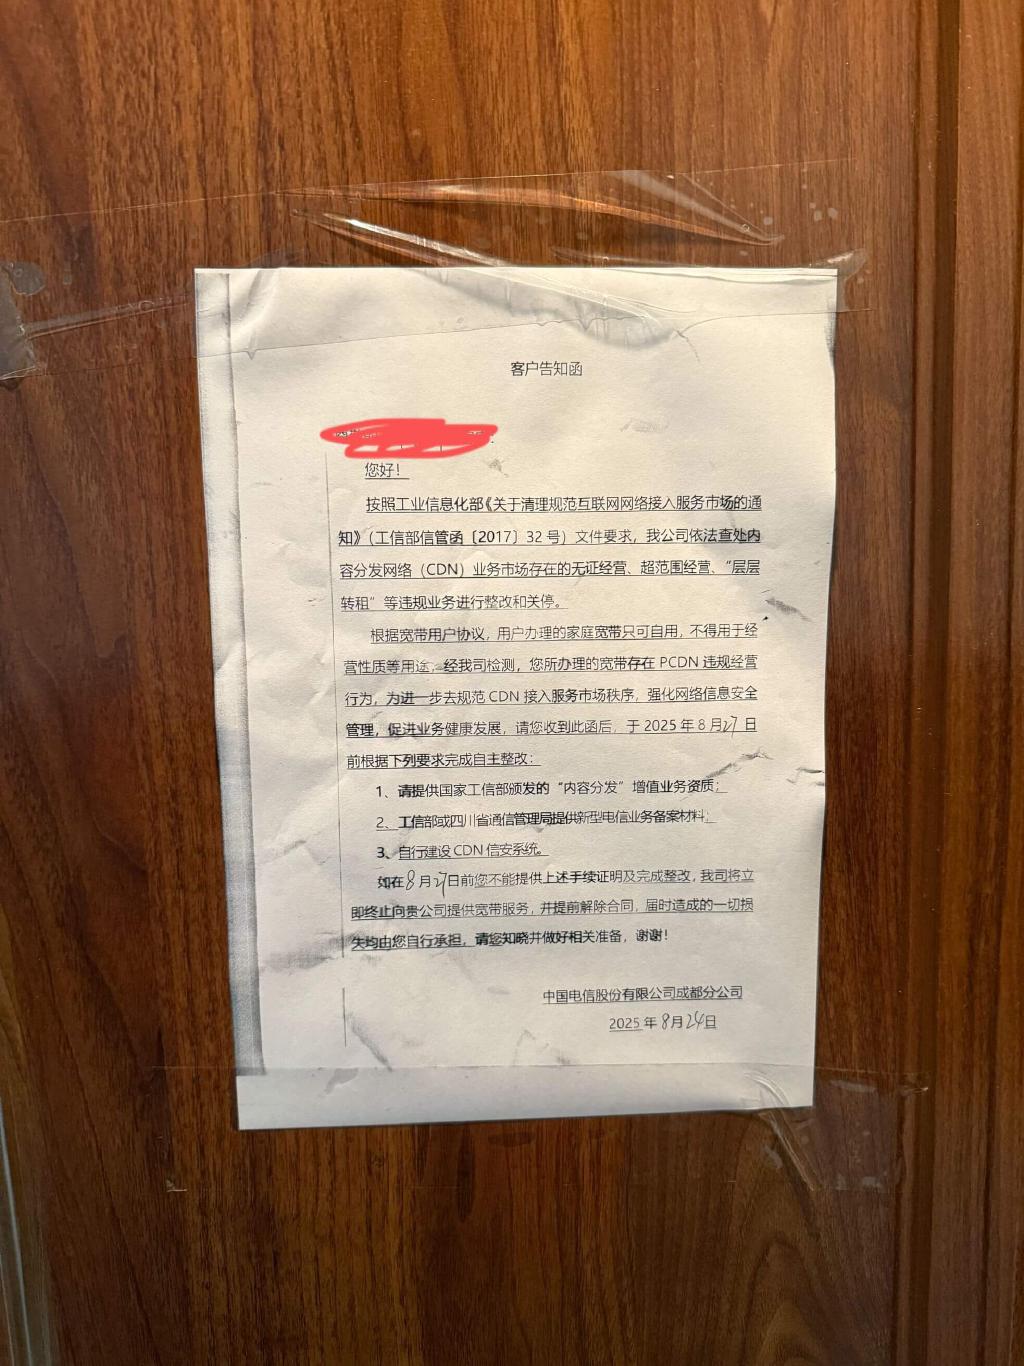 客户告知函
您好！
按照工业信息化部《关于清理规范互联网网络接入服务市场的通
知》（工信部信管函〔2017〕32 号）文件要求，我公司依法查处内
容分发网络（CDN）业务市场存在的无证经营、超范围经营、“层层
转租”等违规业务进行整改和关停。
根据宽带用户协议，用户办理的家庭宽带只可自用，不得用于经
营性质等用途，经我司检测，您所办理的宽带存在 PCDN 违规经营
行为，为进一步去规范 CDN 接入服务市场秩序，强化网络信息安全
管理，促进业务健康发展，请您收到此函后，于 2025 年 8 月27 日
前根据下列要求完成自主整改：
1、请提供国家工信部颁发的“内容分发”增值业务资质；
2、工信部或四川省通信管理局提供新型电信业务备案材料；
3、自行建设 CDN 信安系统。
如在8月27日前您不能提供上述手续证明及完成整改，我司将立
即终止向贵公司提供宽带服务，并提前解除合同，届时造成的一切损
失均由您自行承担，请您知晓并做好相关准备，谢谢！
中国电信股份有限公司成都分公司
2025 年8月24日